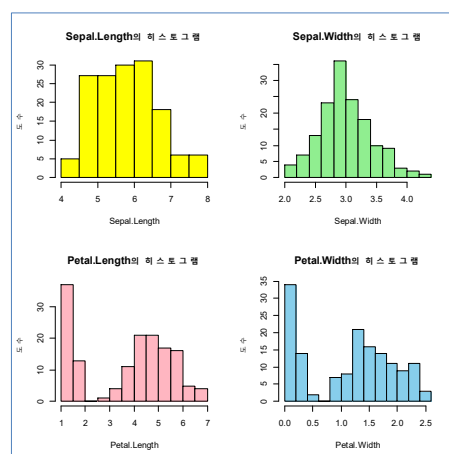 Sepal.Length의 히스토그램
도수
0 5 10 20 30
4 5 6 7 8
Sepal.Length
Sepal.Width의 히스토그램
도수
0 5 15 25
2.0 2.5 3.0 3.5 4.0
Sepal.Width
Petal.Length의 히스토그램
도수
0 10 20 30
1 2 3 4 5 6 7
Petal.Length
Petal.Width의 히스토그램
도수
0 5 15 25 35
0.0 0.5 1.0 1.5 2.0 2.5
Petal.Width